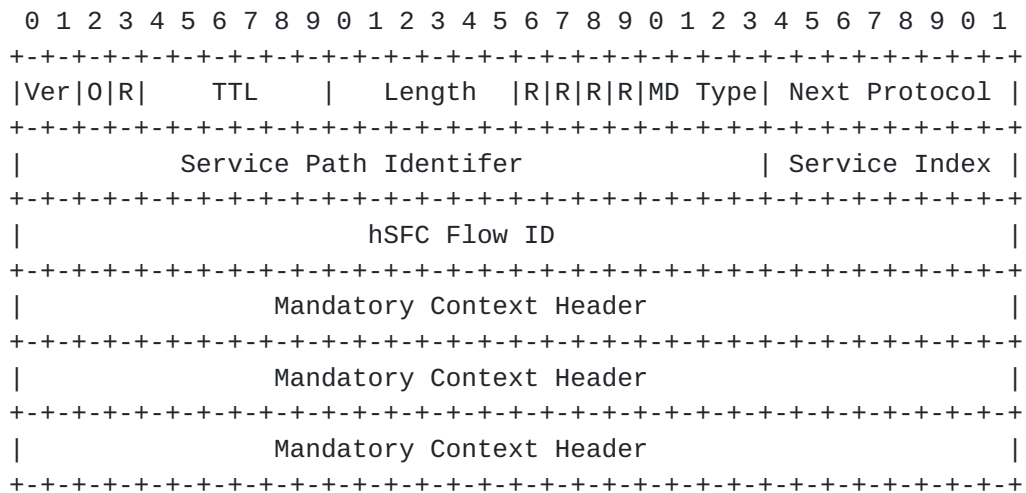 0 1 2 3 4 5 6 7 8 9 0 1 2 3 4 5 6 7 8 9 0 1 2 3 4 5 6 7 8 9 0 1
+-+-+-+-+-+-+-+-+-+-+-+-+-+-+-+-+-+-+-+-+-+-+-+-+-+-+-+-+-+-+-+-+
|Ver|O|R|    TTL    |   Length  |R|R|R|R|MD Type| Next Protocol |
+-+-+-+-+-+-+-+-+-+-+-+-+-+-+-+-+-+-+-+-+-+-+-+-+-+-+-+-+-+-+-+-+
|          Service Path Identifer               | Service Index |
+-+-+-+-+-+-+-+-+-+-+-+-+-+-+-+-+-+-+-+-+-+-+-+-+-+-+-+-+-+-+-+-+
|                      hSFC Flow ID                             |
+-+-+-+-+-+-+-+-+-+-+-+-+-+-+-+-+-+-+-+-+-+-+-+-+-+-+-+-+-+-+-+-+
|                Mandatory Context Header                       |
+-+-+-+-+-+-+-+-+-+-+-+-+-+-+-+-+-+-+-+-+-+-+-+-+-+-+-+-+-+-+-+-+
|                Mandatory Context Header                       |
+-+-+-+-+-+-+-+-+-+-+-+-+-+-+-+-+-+-+-+-+-+-+-+-+-+-+-+-+-+-+-+-+
|                Mandatory Context Header                       |
+-+-+-+-+-+-+-+-+-+-+-+-+-+-+-+-+-+-+-+-+-+-+-+-+-+-+-+-+-+-+-+-+